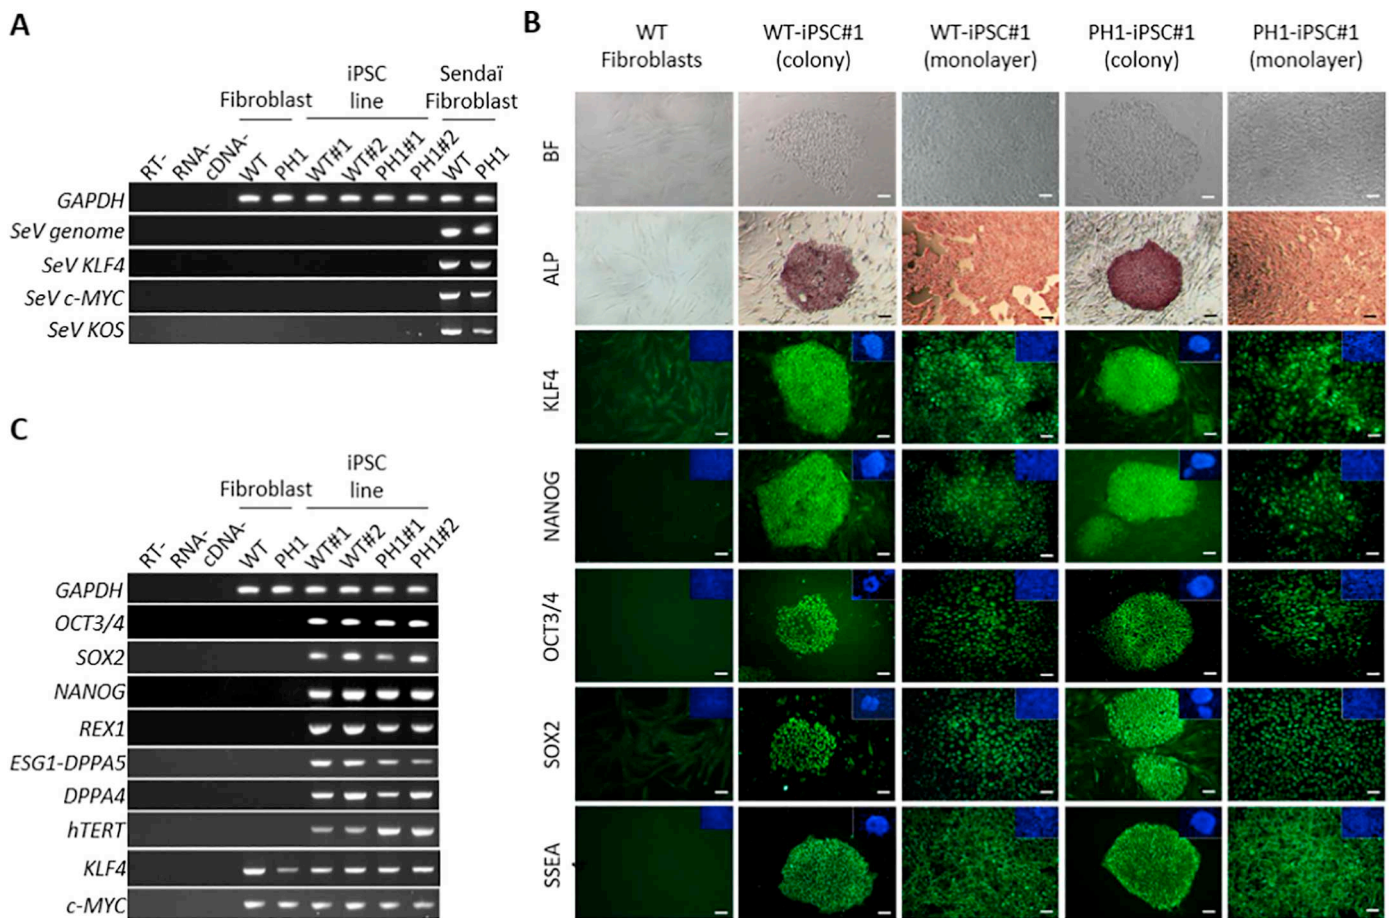 A
Fibroblast
iPSC
line
Sendaï
Fibroblast
RT-
RNA-
cDNA-
WT
PH1
WT#1
WT#2
PH1#1
PH1#2
WT
PH1
GAPDH
SeV genome
SeV KLF4
SeV c-MYC
SeV KOS
B
WT
Fibroblasts
WT-iPSC#1
(colony)
WT-iPSC#1
(monolayer)
PH1-iPSC#1
(colony)
PH1-iPSC#1
(monolayer)
BF
ALP
KLF4
NANOG
OCT3/4
SOX2
SSEA
C
Fibroblast
iPSC
line
RT-
RNA-
cDNA-
WT
PH1
WT#1
WT#2
PH1#1
PH1#2
GAPDH
OCT3/4
SOX2
NANOG
REX1
ESG1-DPPA5
DPPA4
hTERT
KLF4
c-MYC